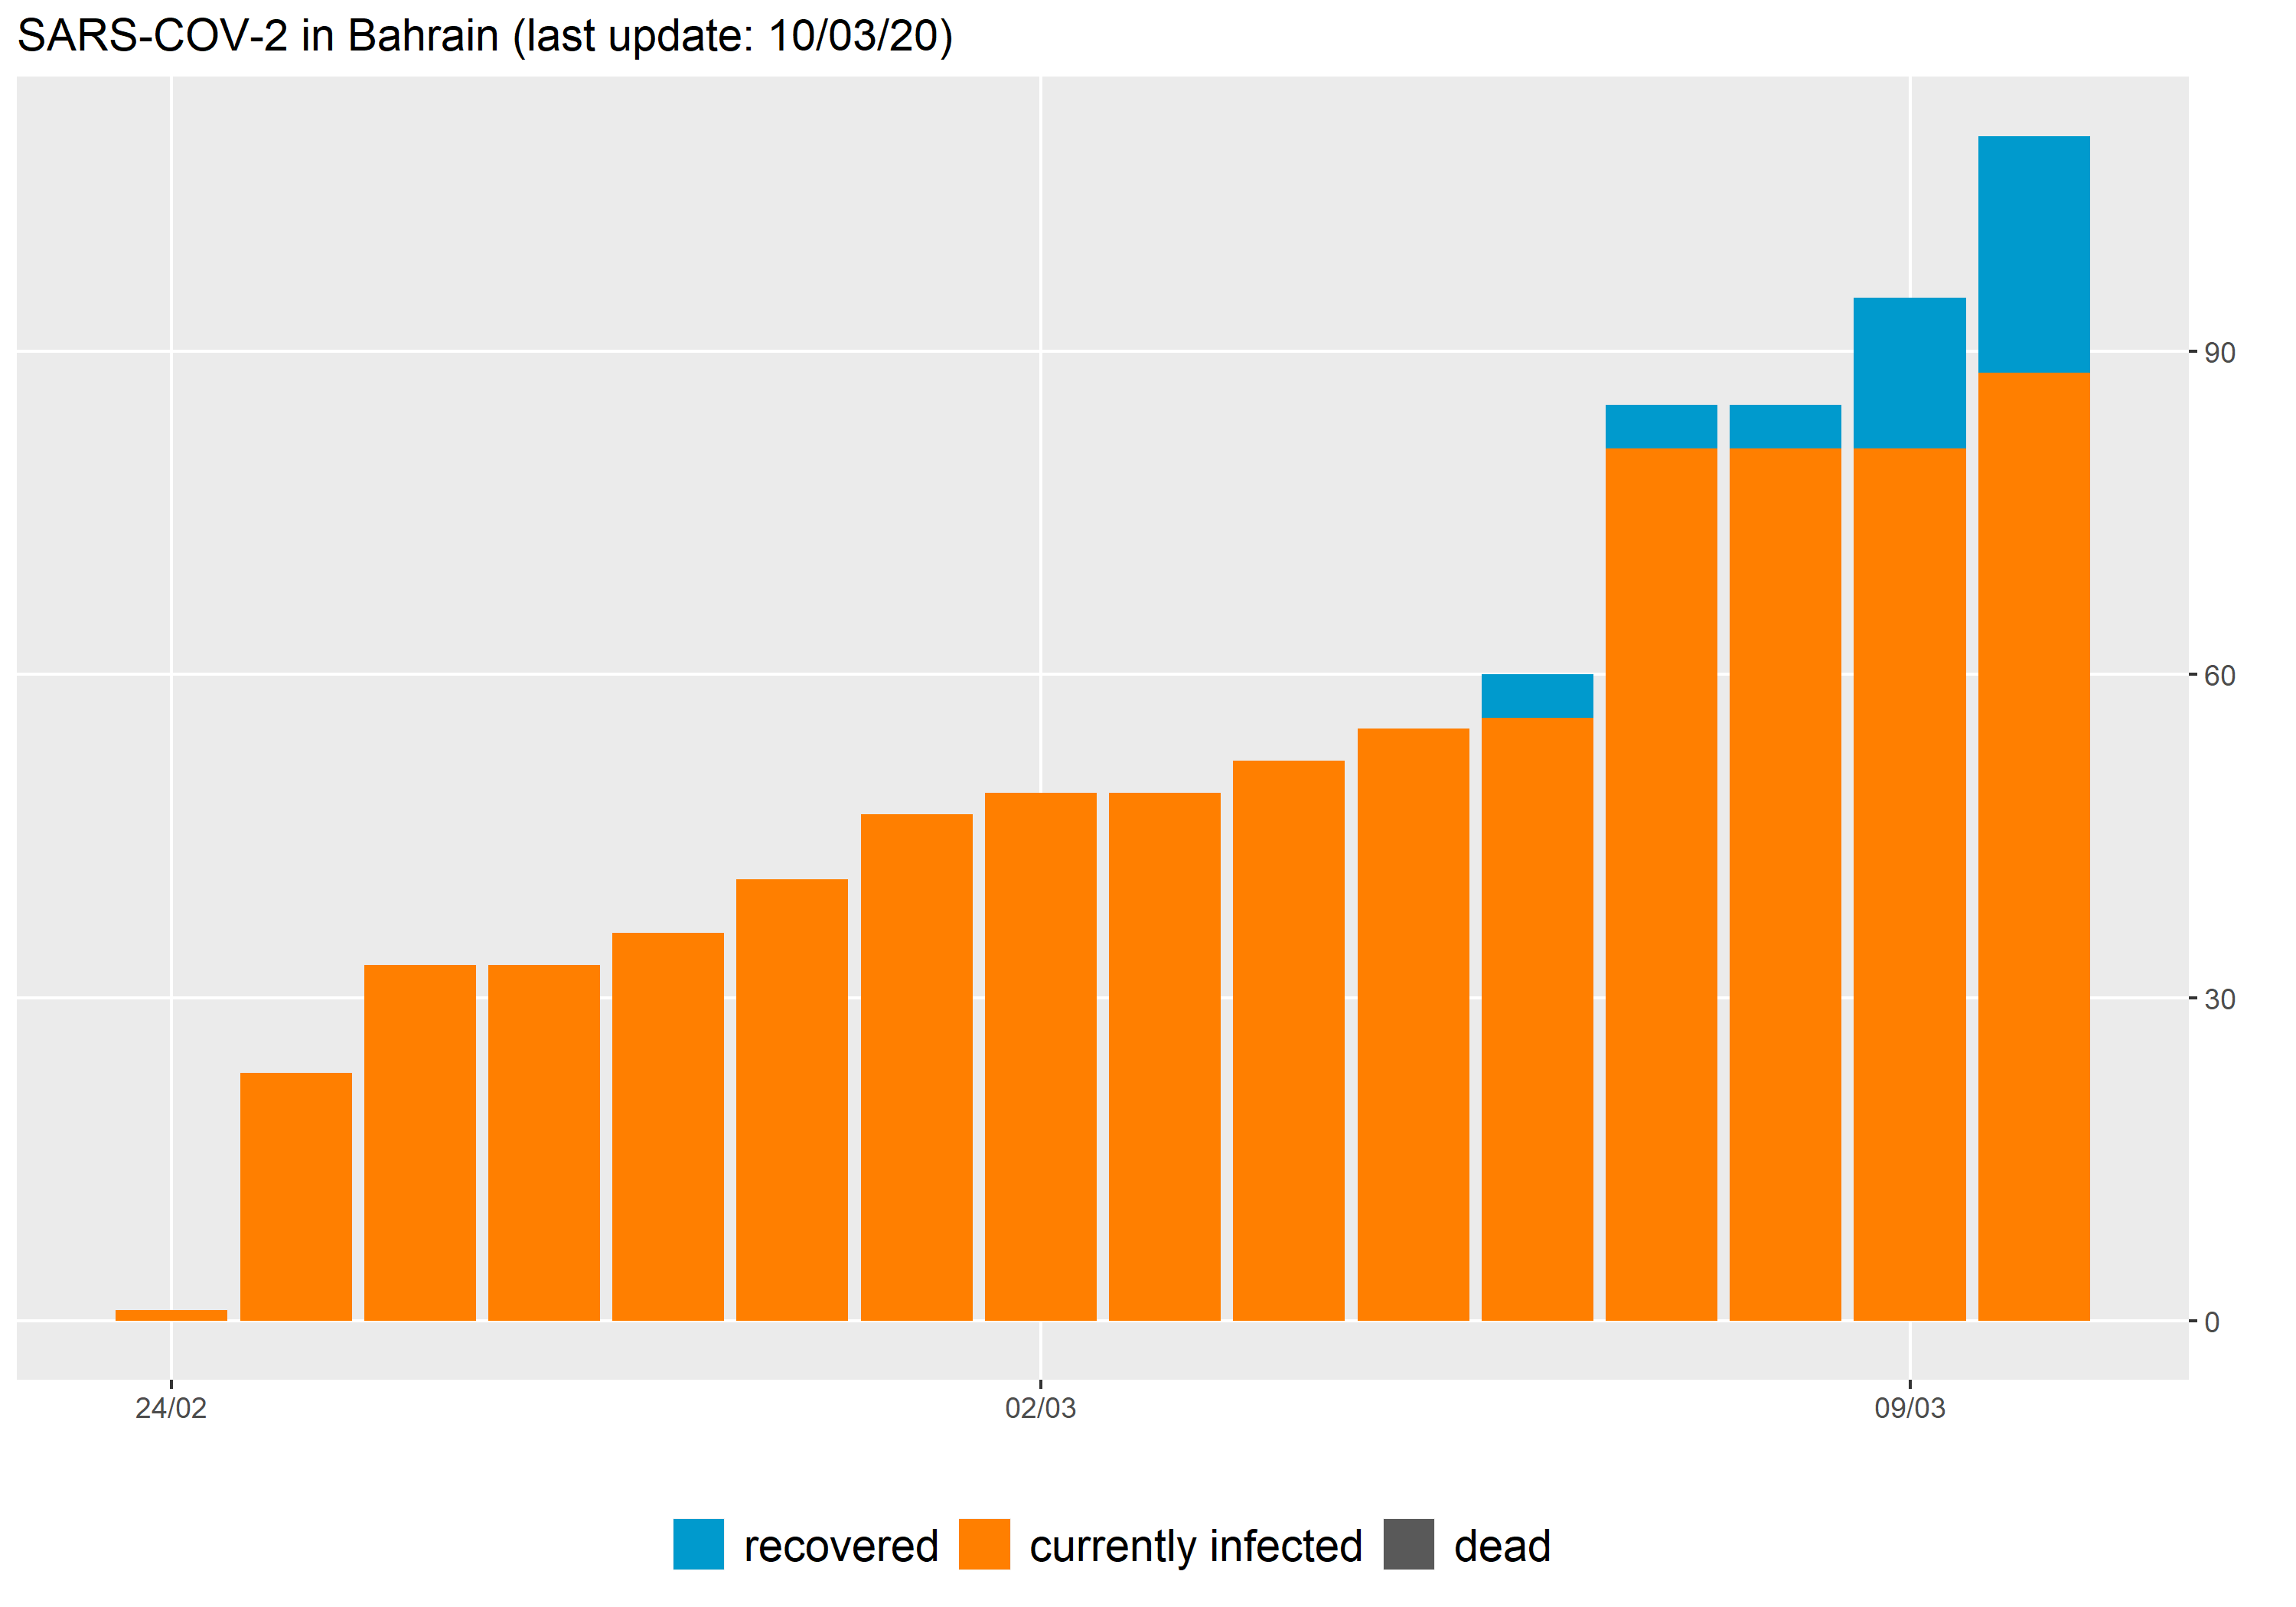 SARS-COV-2 in Bahrain (last update: 10/03/20)
90
60
30
0
24/02 02/03 09/03
recovered currently infected dead